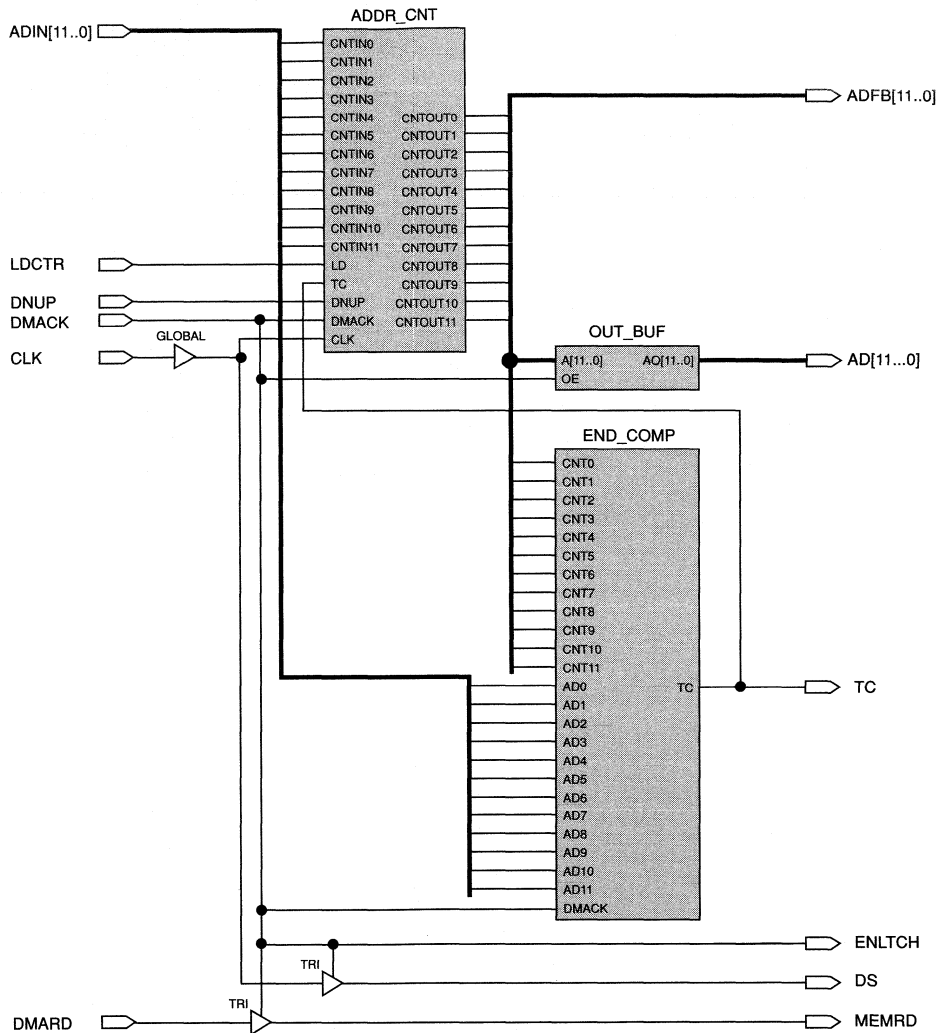 ADDR_CNT
ADIN[11..0]
CNTIN0
CNTIN1
CNTIN2
CNTIN3
CNTIN4
CNTIN5
CNTIN6
CNTIN7
CNTIN8
CNTIN9
CNTIN10
CNTIN11
LD
TC
DNUP
DMACK
CLK
CNTOUT0
CNTOUT1
CNTOUT2
CNTOUT3
CNTOUT4
CNTOUT5
CNTOUT6
CNTOUT7
CNTOUT8
CNTOUT9
CNTOUT10
CNTOUT11
ADFB[11..0]
LDCTR
DNUP
DMACK
CLK
GLOBAL
OUT_BUF
A[11..0]
AO[11..0]
OE
AD[11...0]
END_COMP
CNT0
CNT1
CNT2
CNT3
CNT4
CNT5
CNT6
CNT7
CNT8
CNT9
CNT10
CNT11
AD0
AD1
AD2
AD3
AD4
AD5
AD6
AD7
AD8
AD9
AD10
AD11
DMACK
TC
TC
ENLTCH
TRI
DS
TRI
DMARD
MEMRD